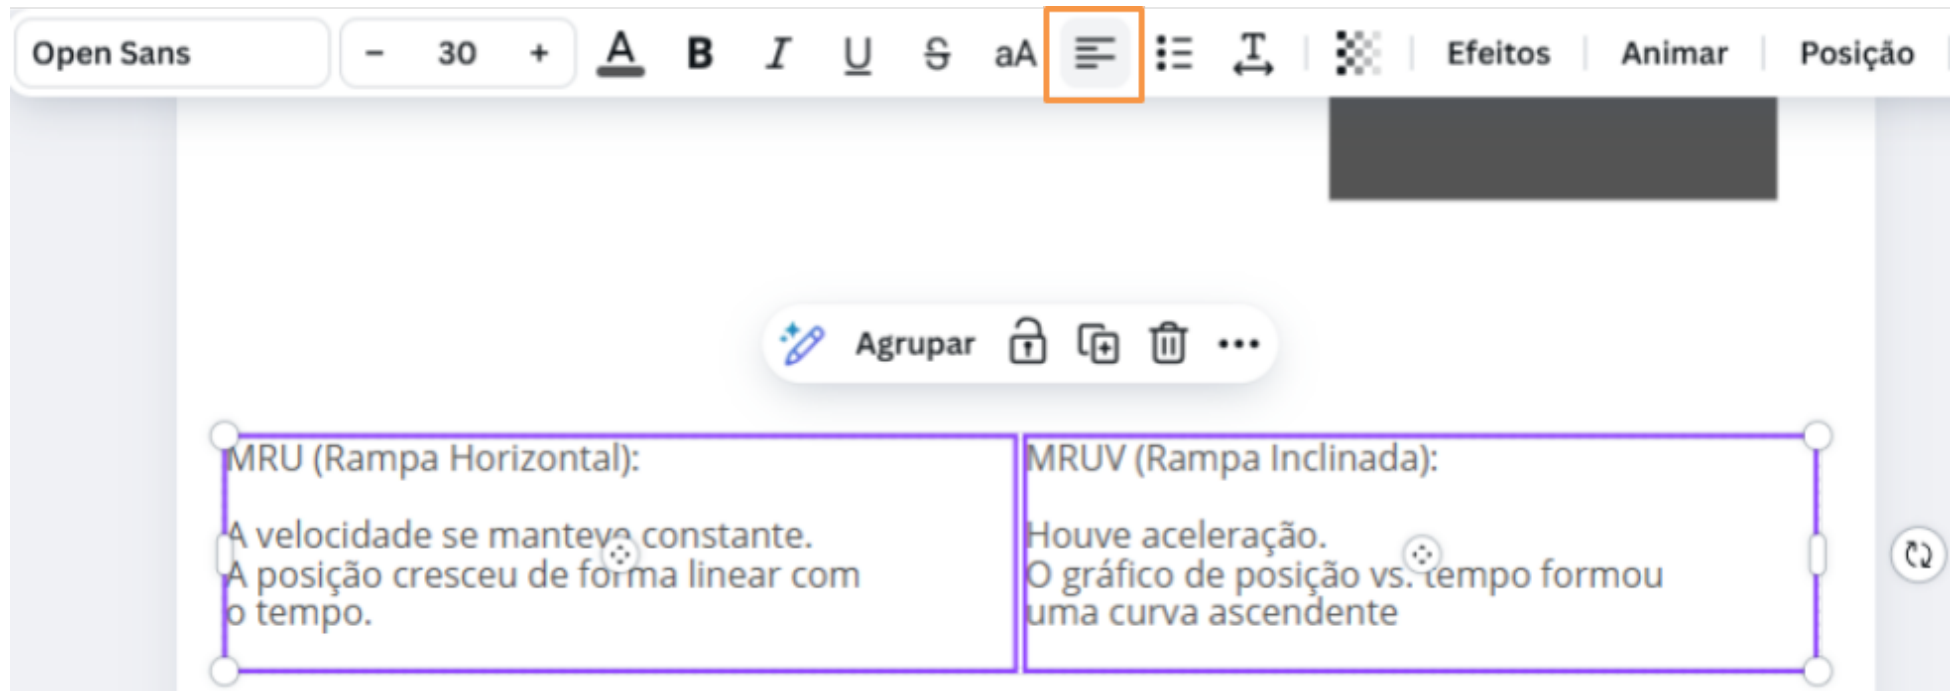 Open Sans – 30 + A B I U S aA T Efeitos Animar Posição
Agrupar
MRU (Rampa Horizontal):
A velocidade se manteve constante.
A posição cresceu de forma linear com
o tempo.
MRUV (Rampa Inclinada):
Houve aceleração.
O gráfico de posição vs. tempo formou
uma curva ascendente